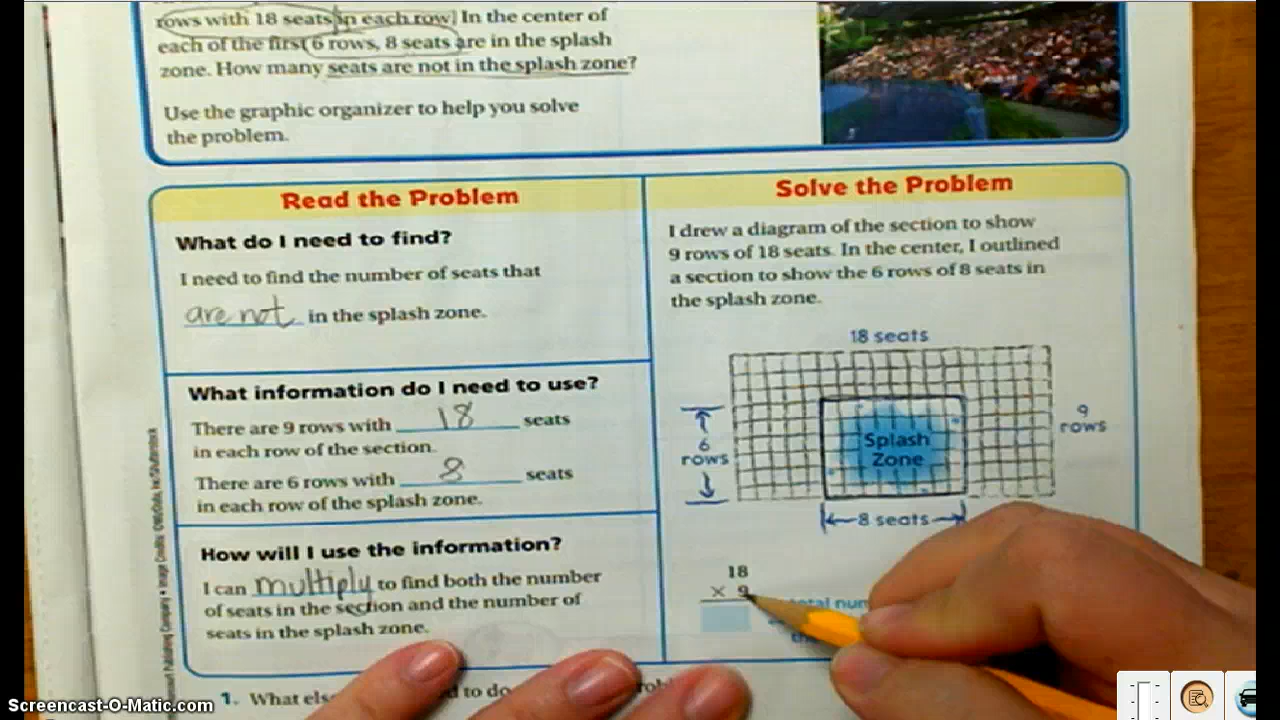 rows with 18 seats in each row. In the center of
each of the first 6 rows, 8 seats are in the splash
zone. How many seats are not in the splash zone?
Use the graphic organizer to help you solve
the problem.
Read the Problem
What do I need to find?
I need to find the number of seats that
are not in the splash zone.
What information do I need to use?
There are 9 rows with 18 seats
in each row of the section.
There are 6 rows with 8 seats
in each row of the splash zone.
How will I use the information?
I can multiply to find both the number
of seats in the section and the number of
seats in the splash zone.
Solve the Problem
I drew a diagram of the section to show
9 rows of 18 seats. In the center, I outlined
a section to show the 6 rows of 8 seats in
the splash zone.
18 seats
6
rows
Splash
Zone
9
rows
8 seats
18
× 9
1. What
to do
Publishing Company • Image Credits:
Screencast-O-Matic.com